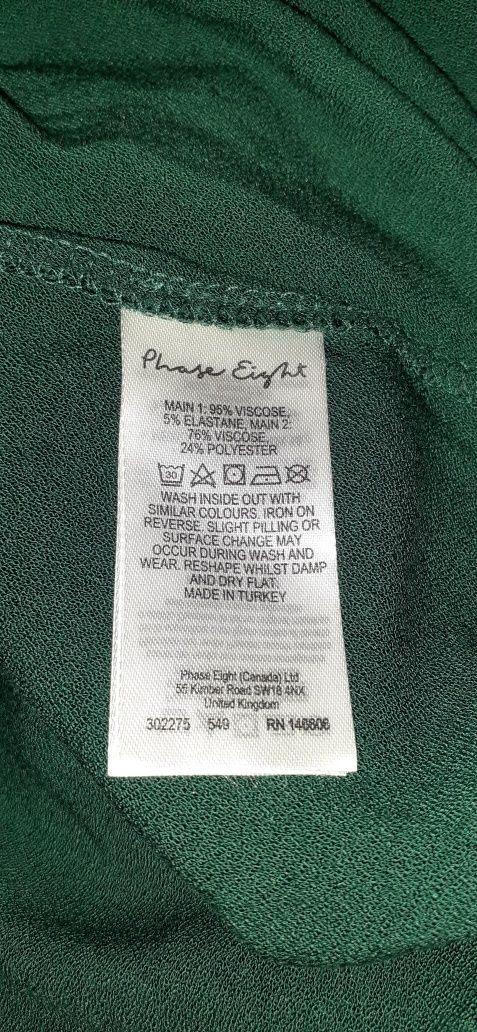 Phase Eight
MAIN 1: 95% VISCOSE,
5% ELASTANE, MAIN 2:
76% VISCOSE,
24% POLYESTER
30
WASH INSIDE OUT WITH
SIMILAR COLOURS. IRON ON
REVERSE. SLIGHT PILLING OR
SURFACE CHANGE MAY
OCCUR DURING WASH AND
WEAR. RESHAPE WHILST DAMP
AND DRY FLAT.
MADE IN TURKEY
Phase Eight (Canada) Ltd
55 Kimber Road SW18 4NX
United Kingdom
302275 549 RN 146806